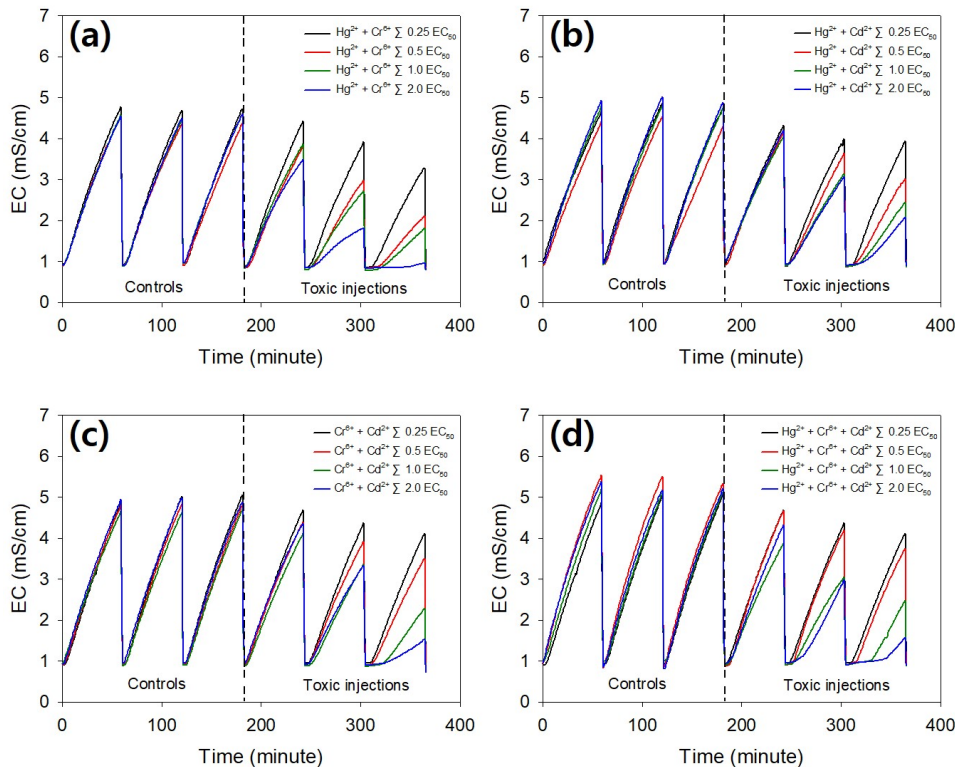 (a)
Hg²⁺ + Cr⁶⁺ ∑ 0.25 EC₅₀
Hg²⁺ + Cr⁶⁺ ∑ 0.5 EC₅₀
Hg²⁺ + Cr⁶⁺ ∑ 1.0 EC₅₀
Hg²⁺ + Cr⁶⁺ ∑ 2.0 EC₅₀
EC (mS/cm)
7
6
5
4
3
2
1
0
Controls
Toxic injections
0 100 200 300 400
Time (minute)
(b)
Hg²⁺ + Cd²⁺ ∑ 0.25 EC₅₀
Hg²⁺ + Cd²⁺ ∑ 0.5 EC₅₀
Hg²⁺ + Cd²⁺ ∑ 1.0 EC₅₀
Hg²⁺ + Cd²⁺ ∑ 2.0 EC₅₀
EC (mS/cm)
7
6
5
4
3
2
1
0
Controls
Toxic injections
0 100 200 300 400
Time (minute)
(c)
Cr⁶⁺ + Cd²⁺ ∑ 0.25 EC₅₀
Cr⁶⁺ + Cd²⁺ ∑ 0.5 EC₅₀
Cr⁶⁺ + Cd²⁺ ∑ 1.0 EC₅₀
Cr⁶⁺ + Cd²⁺ ∑ 2.0 EC₅₀
EC (mS/cm)
7
6
5
4
3
2
1
0
Controls
Toxic injections
0 100 200 300 400
Time (minute)
(d)
Hg²⁺ + Cr⁶⁺ + Cd²⁺ ∑ 0.25 EC₅₀
Hg²⁺ + Cr⁶⁺ + Cd²⁺ ∑ 0.5 EC₅₀
Hg²⁺ + Cr⁶⁺ + Cd²⁺ ∑ 1.0 EC₅₀
Hg²⁺ + Cr⁶⁺ + Cd²⁺ ∑ 2.0 EC₅₀
EC (mS/cm)
7
6
5
4
3
2
1
0
Controls
Toxic injections
0 100 200 300 400
Time (minute)